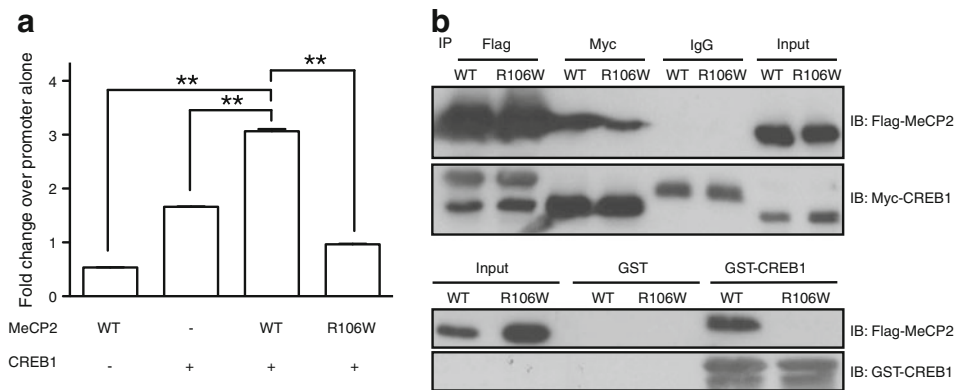 a
Fold change over promoter alone
4
3
2
1
0
**
**
**
MeCP2 WT - WT R106W
CREB1 - + + +
b
IP Flag Myc IgG Input
WT R106W WT R106W WT R106W WT R106W
IB: Flag-MeCP2
IB: Myc-CREB1
Input GST GST-CREB1
WT R106W WT R106W WT R106W
IB: Flag-MeCP2
IB: GST-CREB1